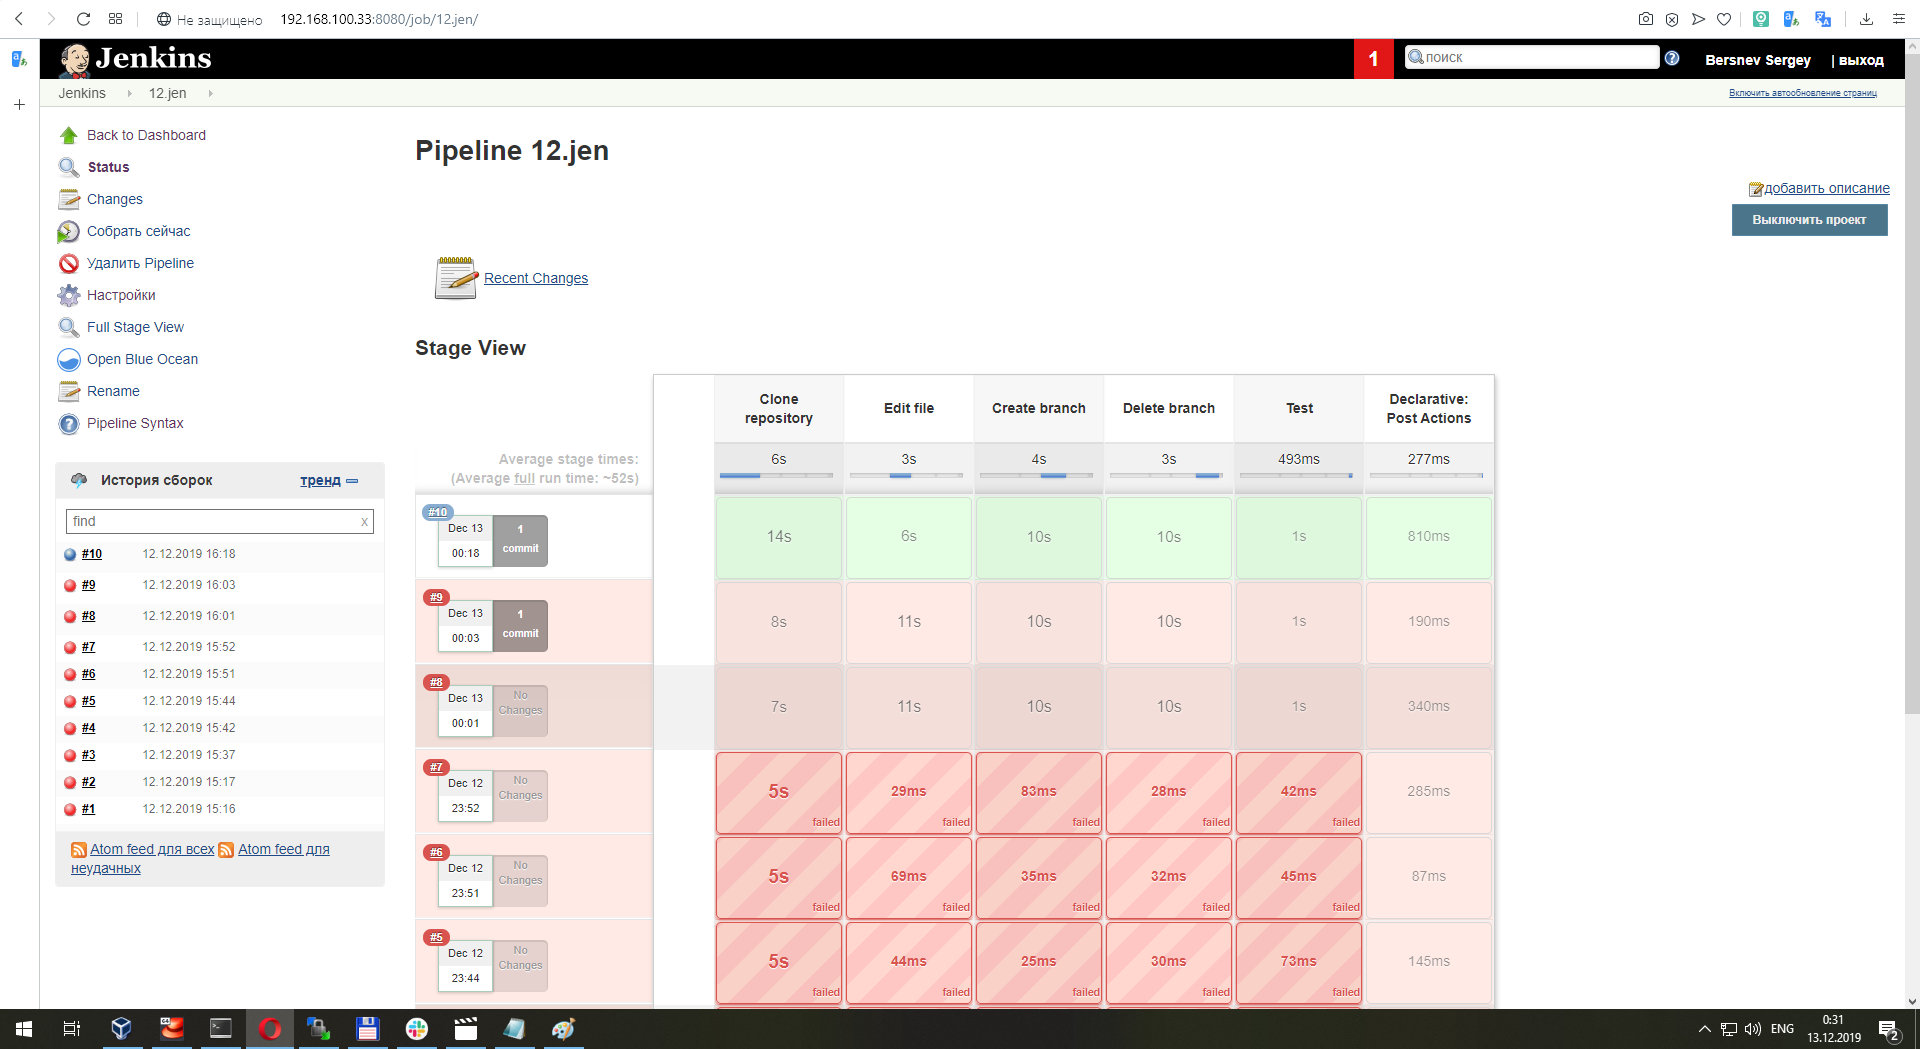 Не защищено
192.168.100.33:8080/job/12.jen/
Jenkins
1
поиск
Bersnev Sergey
| выход
Jenkins
12.jen
Включить автообновление страниц
Back to Dashboard
Status
Changes
Собрать сейчас
Удалить Pipeline
Настройки
Full Stage View
Open Blue Ocean
Rename
Pipeline Syntax
История сборок
тренд
find
x
#10 12.12.2019 16:18
#9 12.12.2019 16:03
#8 12.12.2019 16:01
#7 12.12.2019 15:52
#6 12.12.2019 15:51
#5 12.12.2019 15:44
#4 12.12.2019 15:42
#3 12.12.2019 15:37
#2 12.12.2019 15:17
#1 12.12.2019 15:16
Atom feed для всех Atom feed для
неудачных
Pipeline 12.jen
добавить описание
Выключить проект
Recent Changes
Stage View
Clone
repository
Edit file
Create branch
Delete branch
Test
Declarative:
Post Actions
Average stage times:
(Average full run time: ~52s)
6s
3s
4s
3s
493ms
277ms
#10
Dec 13
00:18
1
commit
14s
6s
10s
10s
1s
810ms
#9
Dec 13
00:03
1
commit
8s
11s
10s
10s
1s
190ms
#8
Dec 13
00:01
No
Changes
7s
11s
10s
10s
1s
340ms
#7
Dec 12
23:52
No
Changes
5s
failed
29ms
failed
83ms
failed
28ms
failed
42ms
failed
285ms
#6
Dec 12
23:51
No
Changes
5s
failed
69ms
failed
35ms
failed
32ms
failed
45ms
failed
87ms
#5
Dec 12
23:44
No
Changes
5s
failed
44ms
failed
25ms
failed
30ms
failed
73ms
failed
145ms
ENG
0:31
13.12.2019
2